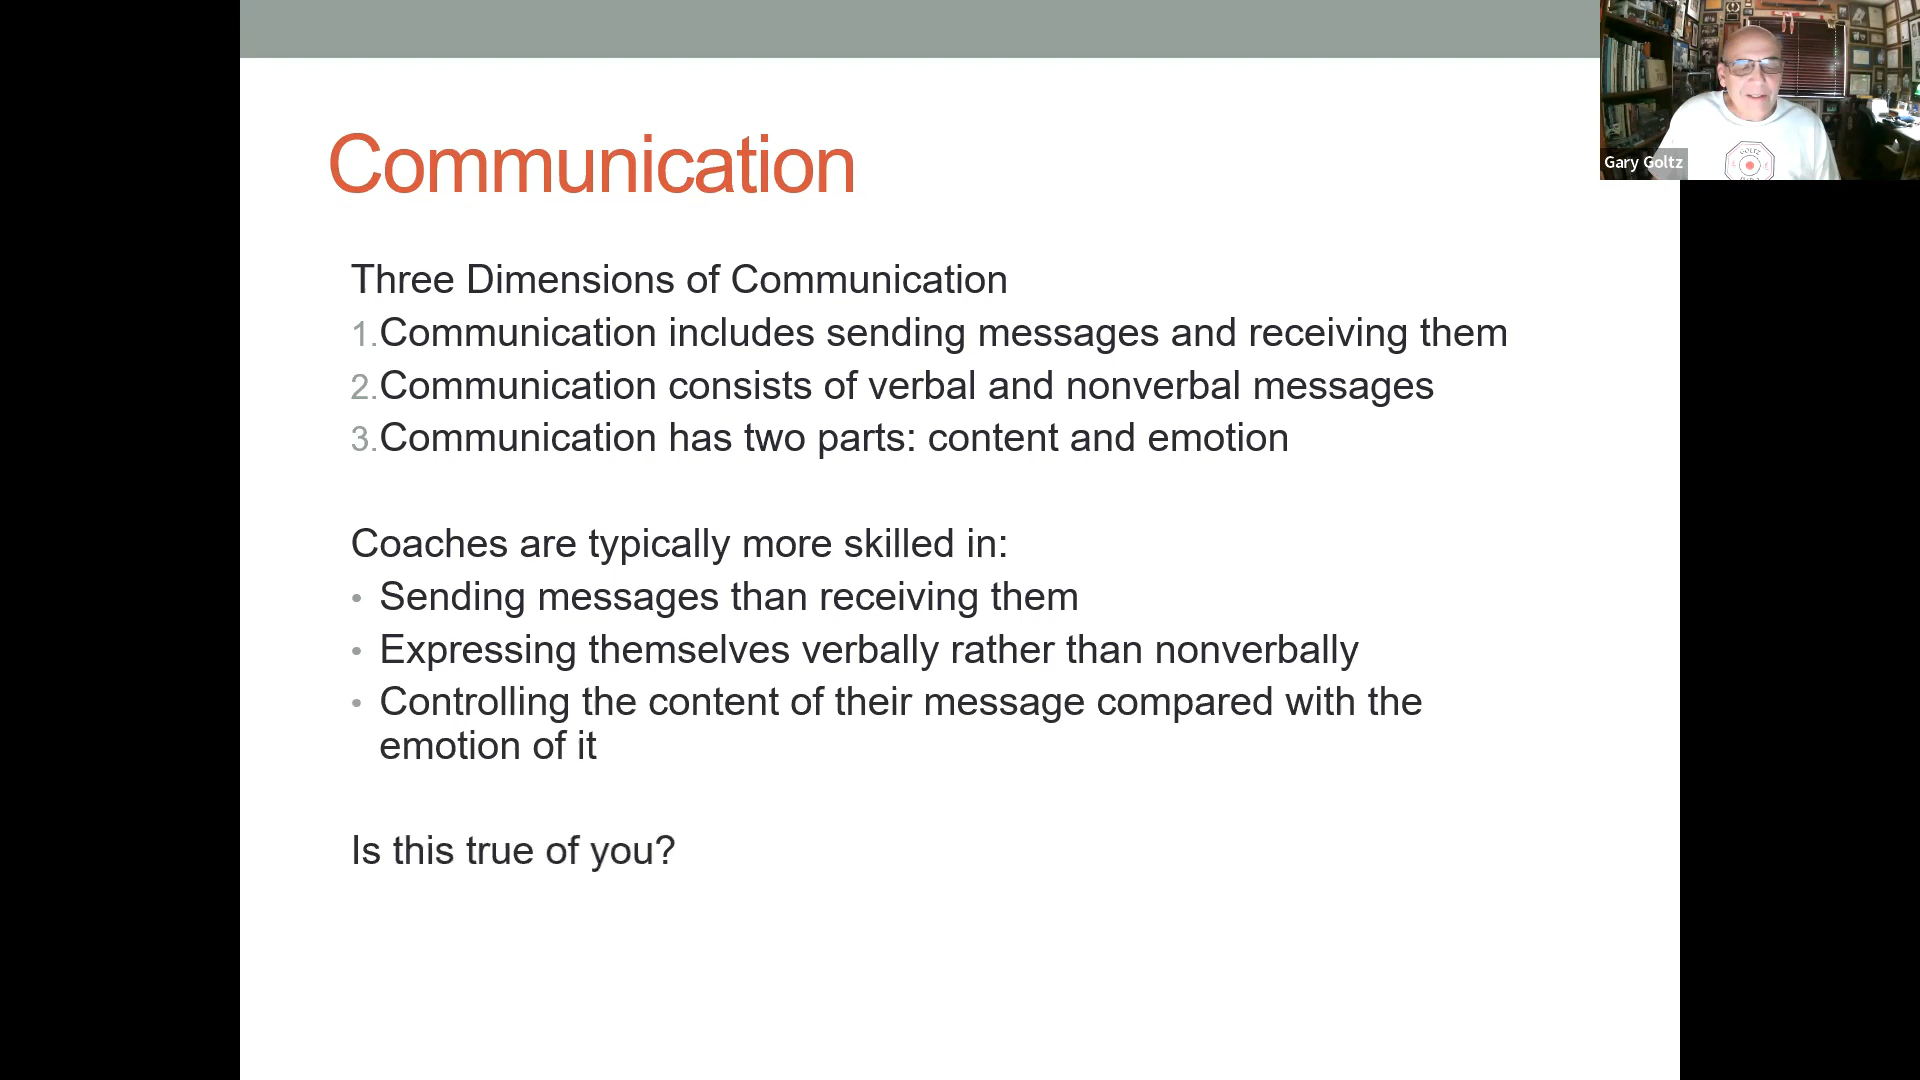 Communication
Gary Goltz
GOLTZ
Three Dimensions of Communication
1.Communication includes sending messages and receiving them
2.Communication consists of verbal and nonverbal messages
3.Communication has two parts: content and emotion
Coaches are typically more skilled in:
• Sending messages than receiving them
• Expressing themselves verbally rather than nonverbally
• Controlling the content of their message compared with the
emotion of it
Is this true of you?